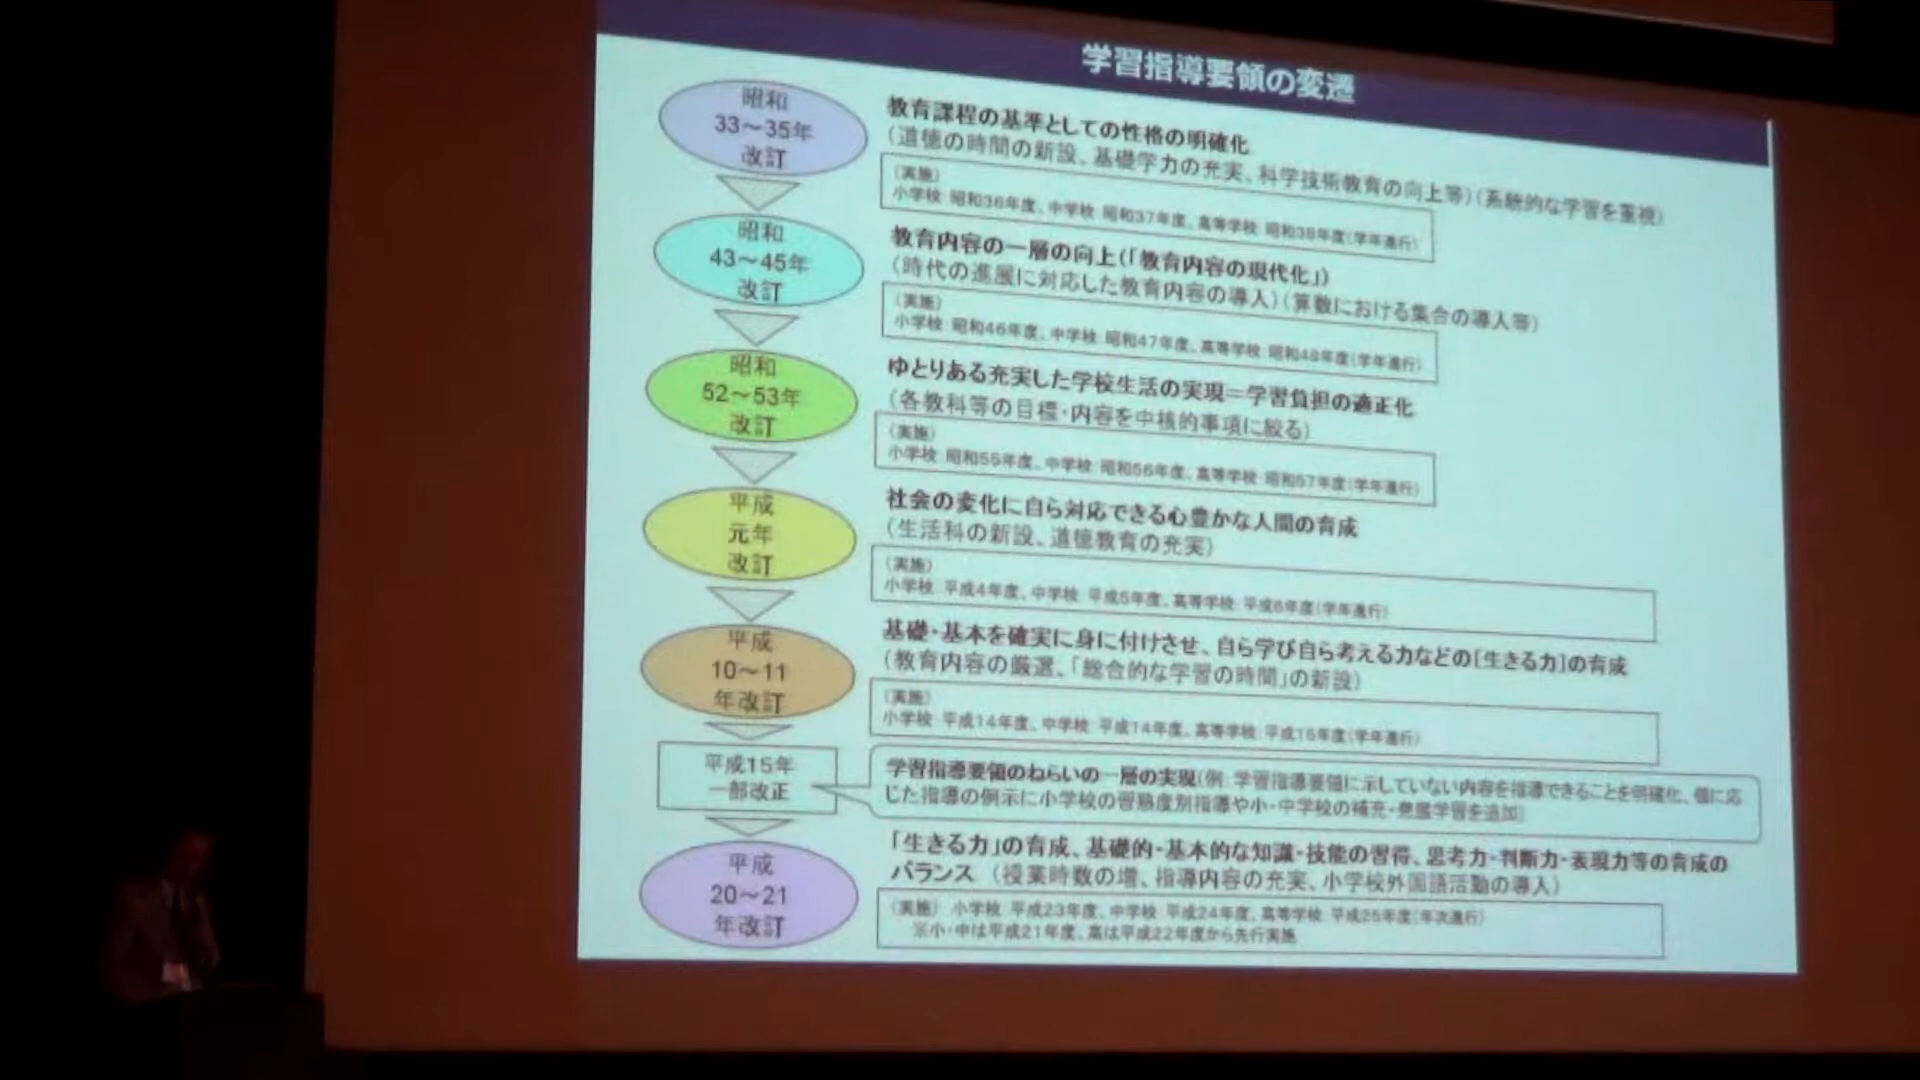 学習指導要領の変遷
昭和
33～35年
改訂
教育課程の基準としての性格の明確化
(道徳の時間の新設、基礎学力の充実、科学技術教育の向上等)(系統的な学習を重視)
(実施)
小学校:昭和36年度、中学校:昭和37年度、高等学校:昭和38年度(学年進行)
昭和
43～45年
改訂
教育内容の一層の向上(「教育内容の現代化」)
(時代の進展に対応した教育内容の導入)(算数における集合の導入等)
(実施)
小学校:昭和46年度、中学校:昭和47年度、高等学校:昭和48年度(学年進行)
昭和
52～53年
改訂
ゆとりある充実した学校生活の実現＝学習負担の適正化
(各教科等の目標・内容を中核的事項に絞る)
(実施)
小学校:昭和55年度、中学校:昭和56年度、高等学校:昭和57年度(学年進行)
平成
元年
改訂
社会の変化に自ら対応できる心豊かな人間の育成
(生活科の新設、道徳教育の充実)
(実施)
小学校:平成4年度、中学校:平成5年度、高等学校:平成6年度(学年進行)
平成
10～11
年改訂
基礎・基本を確実に身に付けさせ、自ら学び自ら考える力などの[生きる力]の育成
(教育内容の厳選、「総合的な学習の時間」の新設)
(実施)
小学校:平成14年度、中学校:平成14年度、高等学校:平成15年度(学年進行)
平成15年
一部改正
学習指導要領のねらいの一層の実現(例:学習指導要領に示していない内容を指導できることを明確化、個に応
じた指導の例示に小学校の習熟度別指導や小・中学校の補充・発展学習を追加)
平成
20～21
年改訂
「生きる力」の育成、基礎的・基本的な知識・技能の習得、思考力・判断力・表現力等の育成の
バランス (授業時数の増、指導内容の充実、小学校外国語活動の導入)
(実施) 小学校:平成23年度、中学校:平成24年度、高等学校:平成25年度(年次進行)
※小・中は平成21年度、高は平成22年度から先行実施